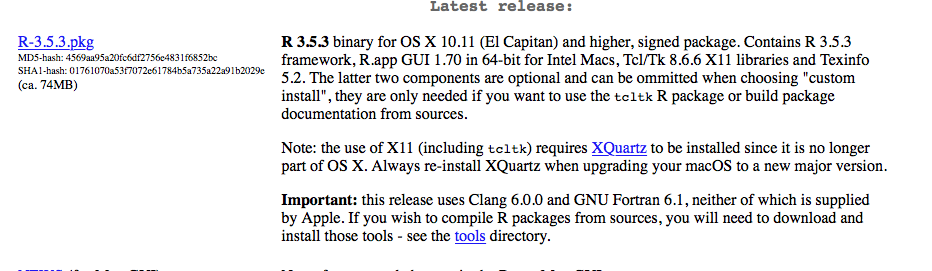 Latest release:
R-3.5.3.pkg
MD5-hash: 4569aa95a20fe6df2756e4831f6852bc
SHA1-hash: 01761070a53f7072e61784b5a735a22a91b2029e
(ca. 74MB)
R 3.5.3 binary for OS X 10.11 (El Capitan) and higher, signed package. Contains R 3.5.3
framework, R.app GUI 1.70 in 64-bit for Intel Macs, Tcl/Tk 8.6.6 X11 libraries and Texinfo
5.2. The latter two components are optional and can be ommitted when choosing "custom
install", they are only needed if you want to use the tcltk R package or build package
documentation from sources.
Note: the use of X11 (including tcltk) requires XQuartz to be installed since it is no longer
part of OS X. Always re-install XQuartz when upgrading your macOS to a new major version.
Important: this release uses Clang 6.0.0 and GNU Fortran 6.1, neither of which is supplied
by Apple. If you wish to compile R packages from sources, you will need to download and
install those tools - see the tools directory.